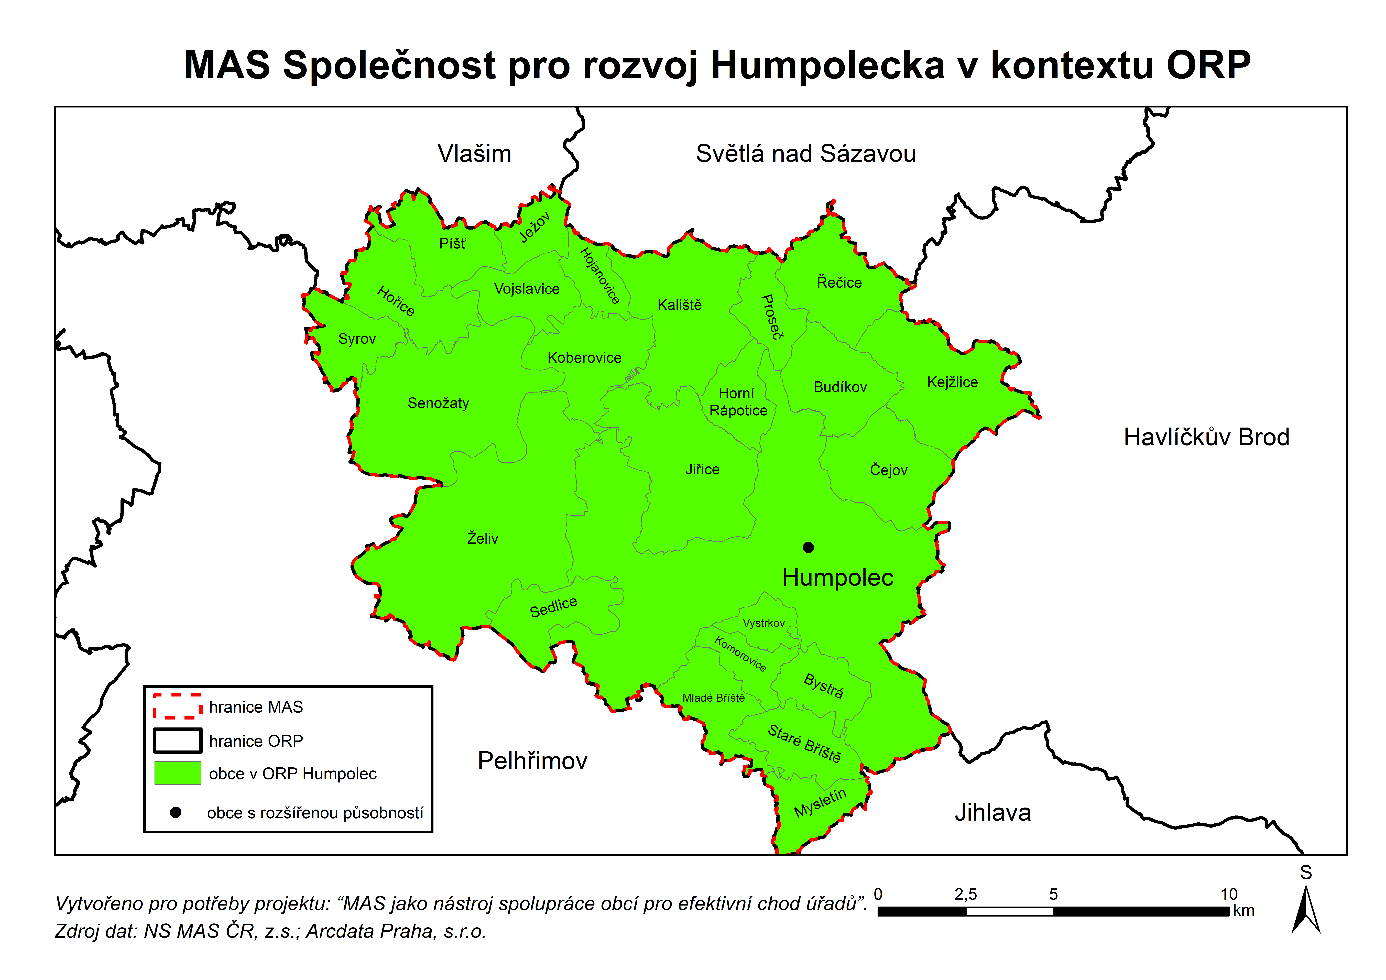 MAS Společnost pro rozvoj Humpolecka v kontextu ORP
Vlašim
Světlá nad Sázavou
Píšť
Ježov
Hojanovice
Vojslavice
Hořice
Kaliště
Proseč
Řečice
Syrov
Koberovice
Senožaty
Horní
Rápotice
Budíkov
Kejžlice
Havlíčkův Brod
Jiřice
Čejov
Želiv
Humpolec
Sedlice
Vystrkov
Komorovice
Bystrá
Mladé Bříště
Staré Bříště
Mysletín
Pelhřimov
Jihlava
hranice MAS
hranice ORP
obce v ORP Humpolec
obce s rozšířenou působností
S
0 2,5 5 10
km
Vytvořeno pro potřeby projektu: “MAS jako nástroj spolupráce obcí pro efektivní chod úřadů”.
Zdroj dat: NS MAS ČR, z.s.; Arcdata Praha, s.r.o.